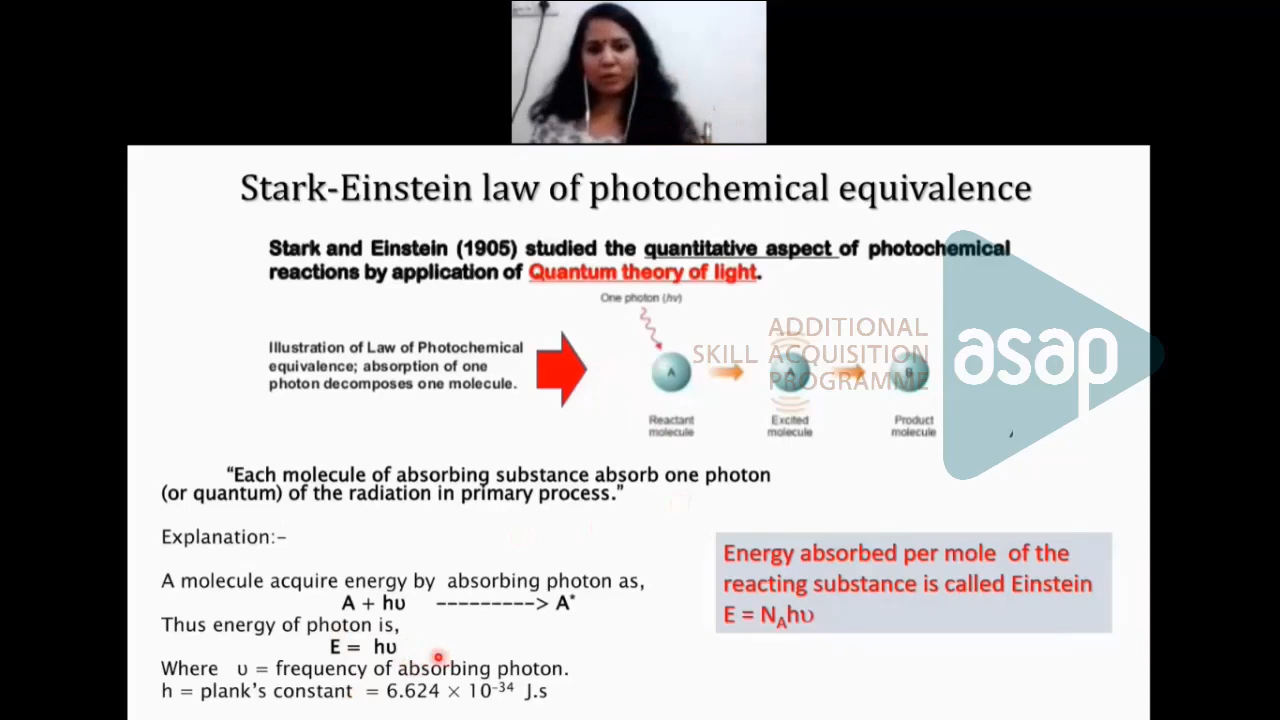 Stark-Einstein law of photochemical equivalence
Stark and Einstein (1905) studied the quantitative aspect of photochemical
reactions by application of Quantum theory of light.
One photon (hν)
Illustration of Law of Photochemical
equivalence; absorption of one
photon decomposes one molecule.
A
A
B
Reactant
molecule
Excited
molecule
Product
molecule
ADDITIONAL
SKILL ACQUISITION
PROGRAMME
asap
“Each molecule of absorbing substance absorb one photon
(or quantum) of the radiation in primary process.”
Explanation:-
A molecule acquire energy by absorbing photon as,
A + hυ ---------> A*
Thus energy of photon is,
E = hυ
Where υ = frequency of absorbing photon.
h = plank's constant = 6.624 × 10⁻³⁴ J.s
Energy absorbed per mole of the
reacting substance is called Einstein
E = N_Ahυ